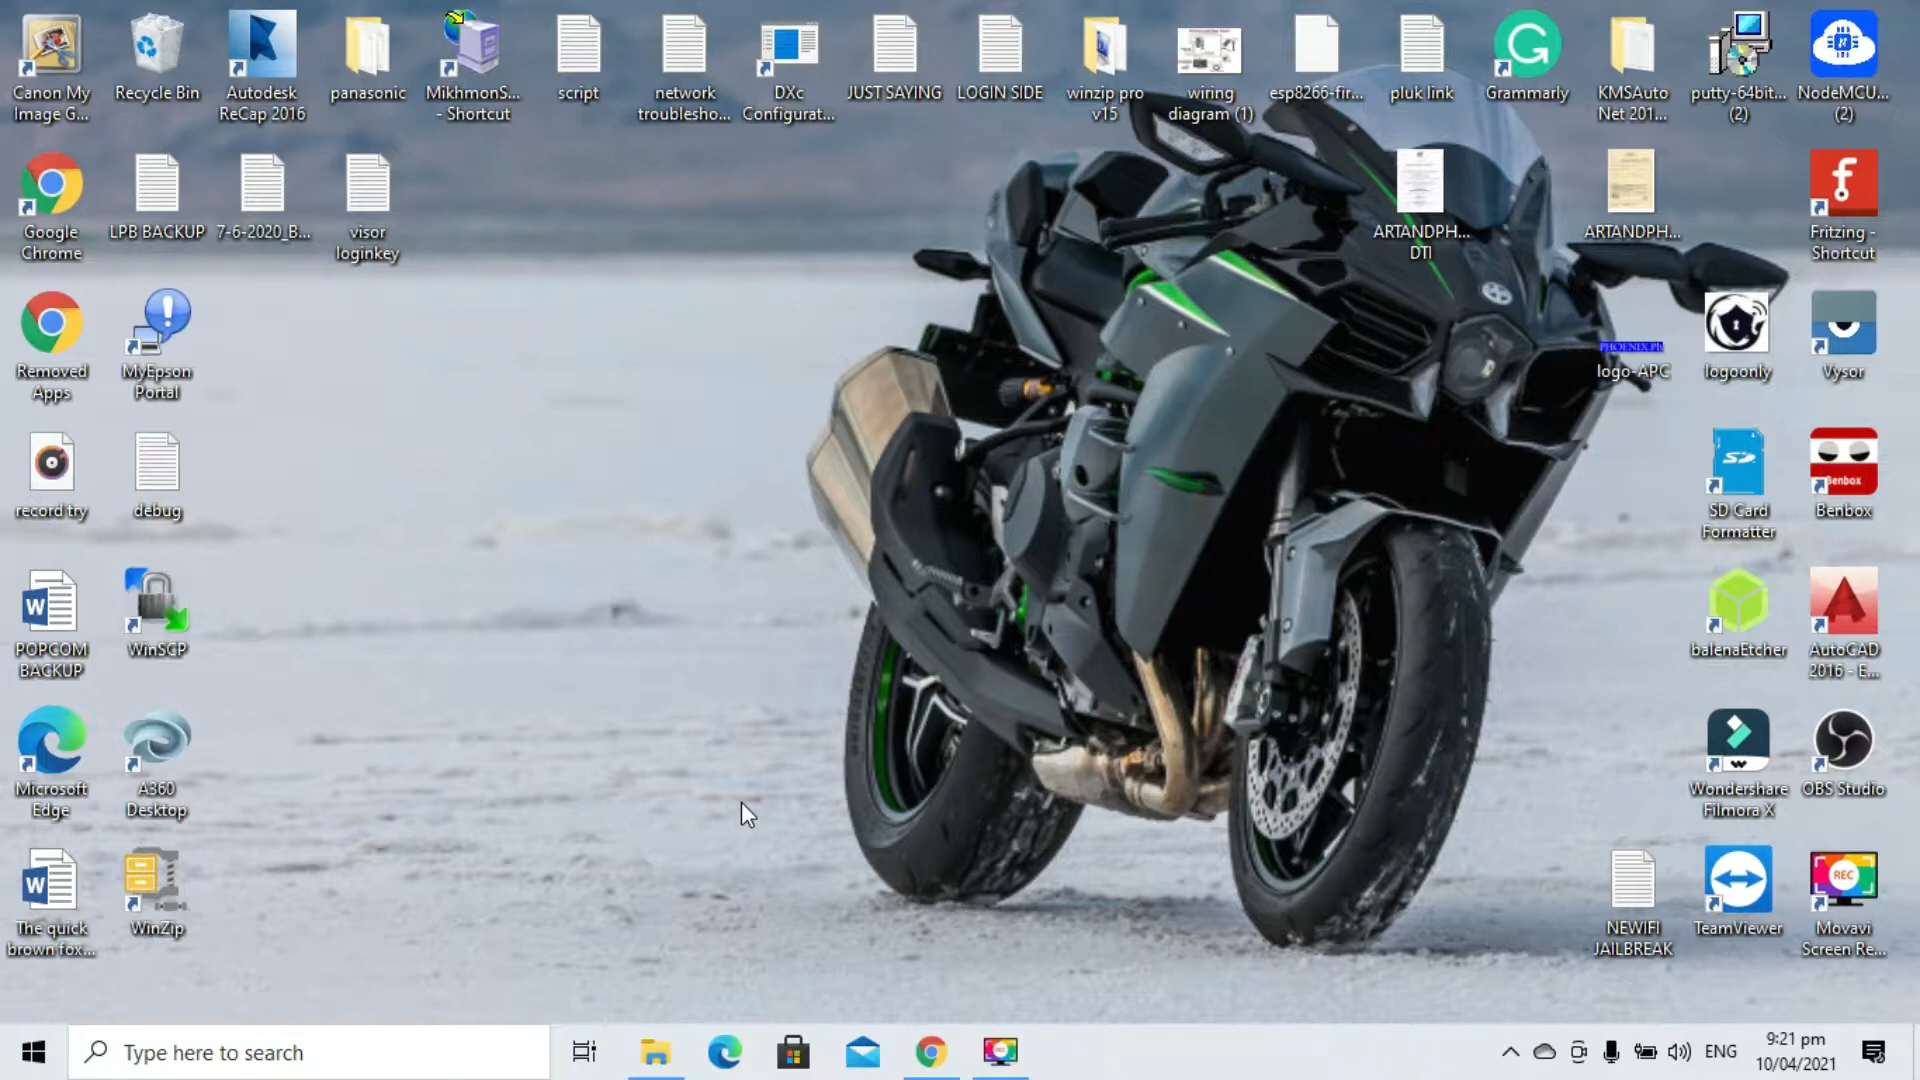 Canon My
Image G...
Recycle Bin
Autodesk
ReCap 2016
panasonic
MikhmonS...
- Shortcut
script
network
troublesho...
DXc
Configurat...
JUST SAYING
LOGIN SIDE
winzip pro
v15
wiring
diagram (1)
esp8266-fir...
pluk link
Grammarly
KMSAuto
Net 201...
putty-64bit...
(2)
NodeMCU...
(2)
Google
Chrome
LPB BACKUP
7-6-2020_B...
visor
loginkey
ARTANDPH...
DTI
ARTANDPH...
Fritzing -
Shortcut
Removed
Apps
MyEpson
Portal
PHOENIX.Ph
logo-APC
logoonly
Vysor
record try
debug
SD Card
Formatter
Benbox
Benbox
POPCOM
BACKUP
WinSCP
balenaEtcher
AutoCAD
2016 - E...
Microsoft
Edge
A360
Desktop
Wondershare
Filmora X
OBS Studio
The quick
brown fox...
WinZip
NEWIFI
JAILBREAK
TeamViewer
REC
Movavi
Screen Re...
Type here to search
ENG
9:21 pm
10/04/2021